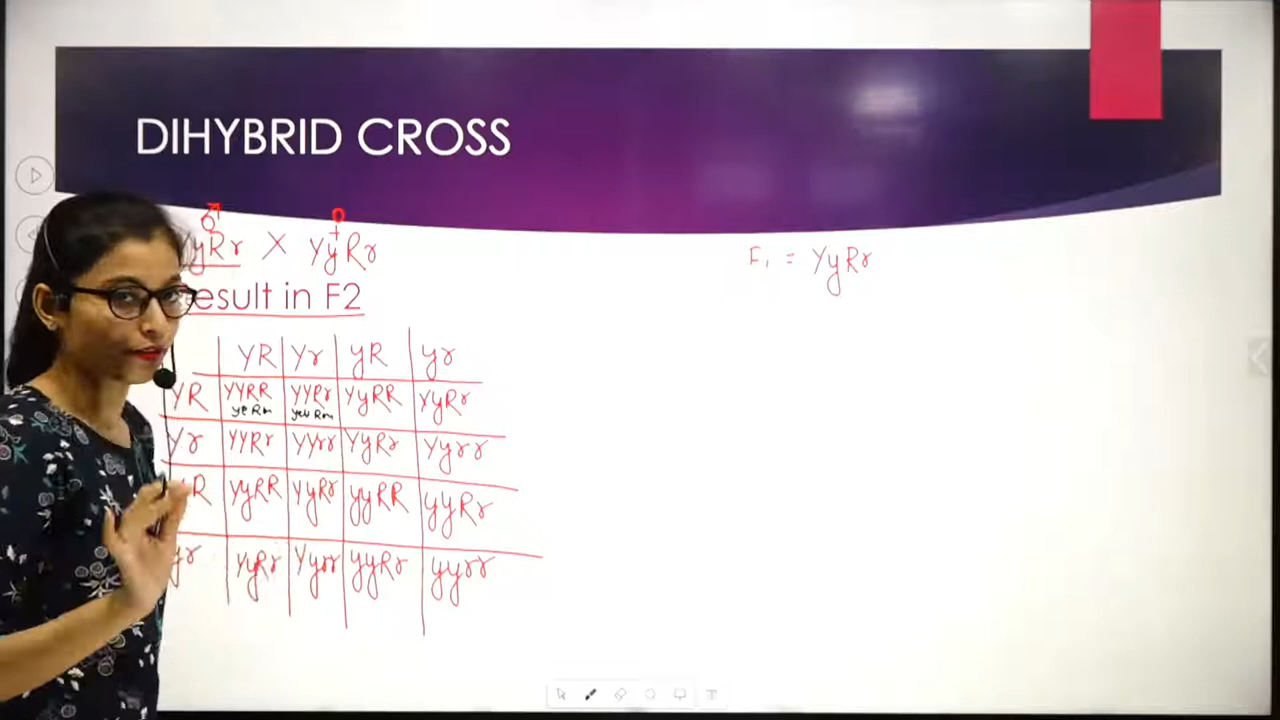 DIHYBRID CROSS
YyRr X YyRr
F₁ = YyRr
esult in F2
YR Yr yR yr
YR YYRR YYRr YyRR YyRr
Yr YYRr YYrr YyRr Yyrr
yR YyRR YyRr yyRR yyRr
yr YyRr Yyrr yyRr yyrr